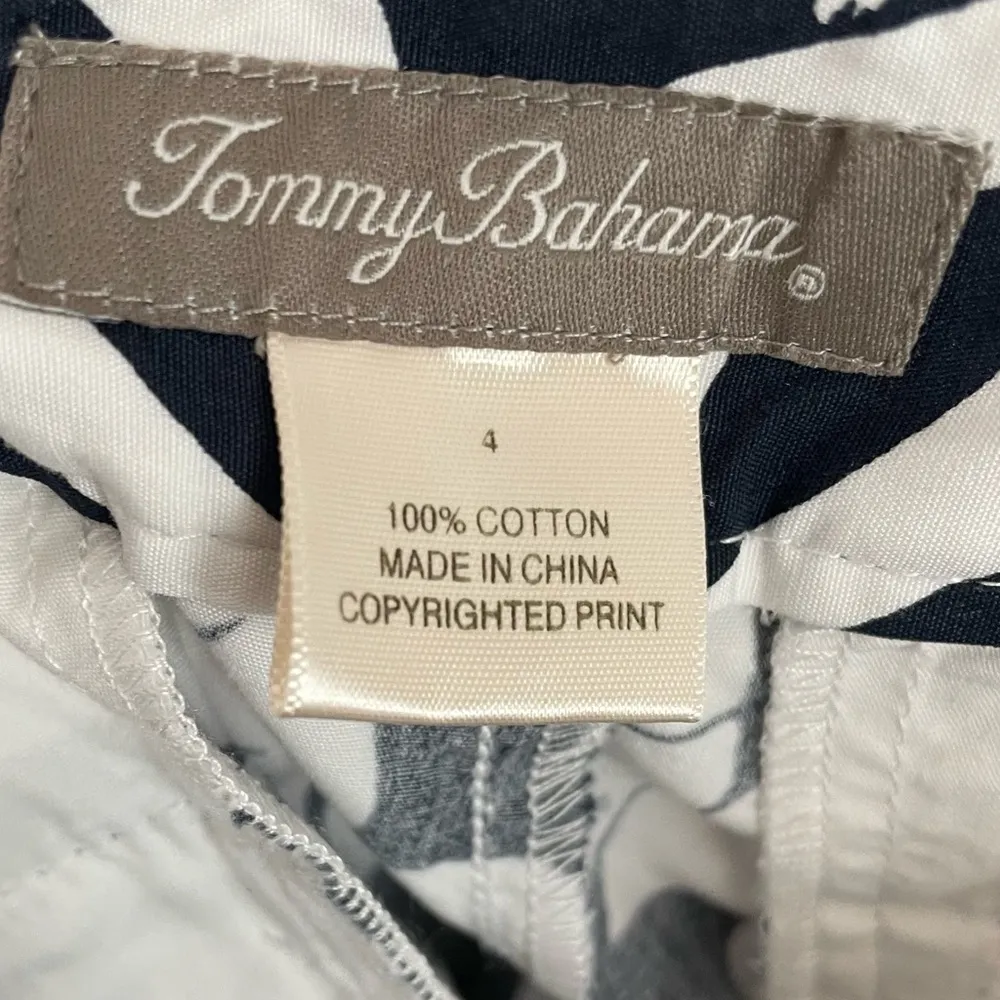 Tommy Bahama®
4
100% COTTON
MADE IN CHINA
COPYRIGHTED PRINT